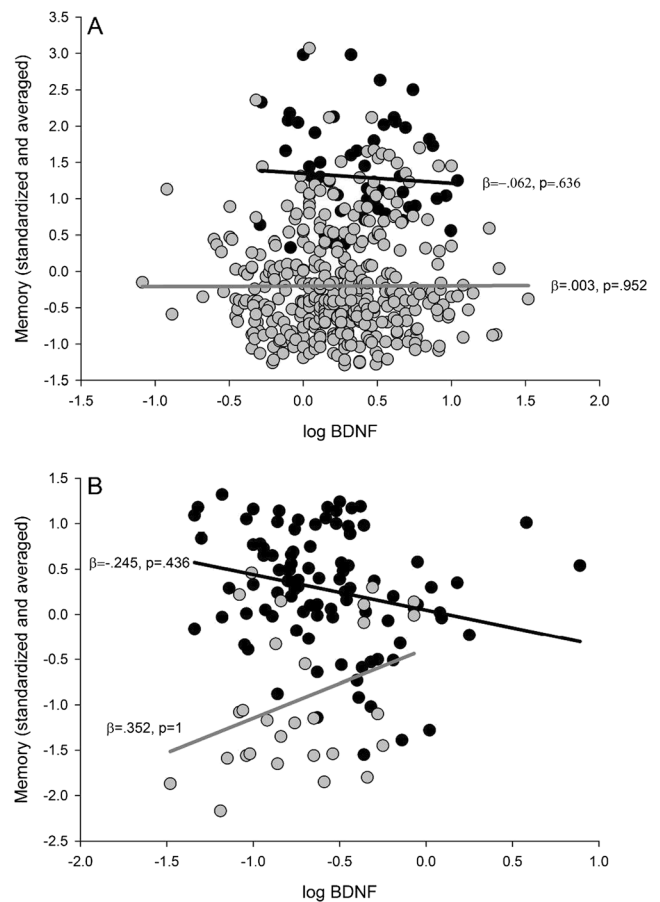 A
3.5
3.0
2.5
2.0
1.5
1.0
0.5
0.0
-0.5
-1.0
-1.5
Memory (standardized and averaged)
β=-.062, p=.636
β=.003, p=.952
-1.5 -1.0 -0.5 0.0 0.5 1.0 1.5 2.0
log BDNF
B
1.5
1.0
0.5
0.0
-0.5
-1.0
-1.5
-2.0
-2.5
Memory (standardized and averaged)
β=-.245, p=.436
β=.352, p=1
-2.0 -1.5 -1.0 -0.5 0.0 0.5 1.0
log BDNF